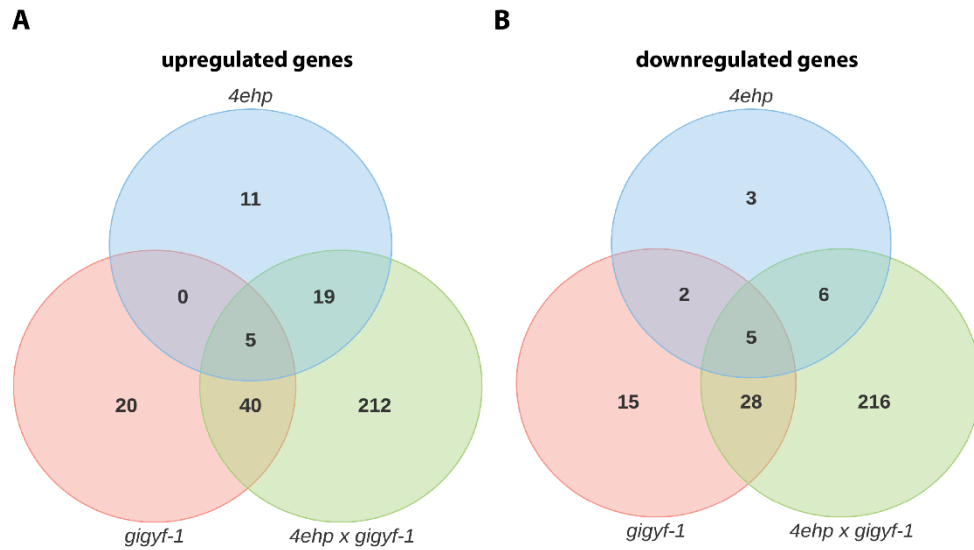 A
upregulated genes
4ehp
11
0
19
5
20
40
212
gigyf-1
4ehp x gigyf-1
B
downregulated genes
4ehp
3
2
6
5
15
28
216
gigyf-1
4ehp x gigyf-1